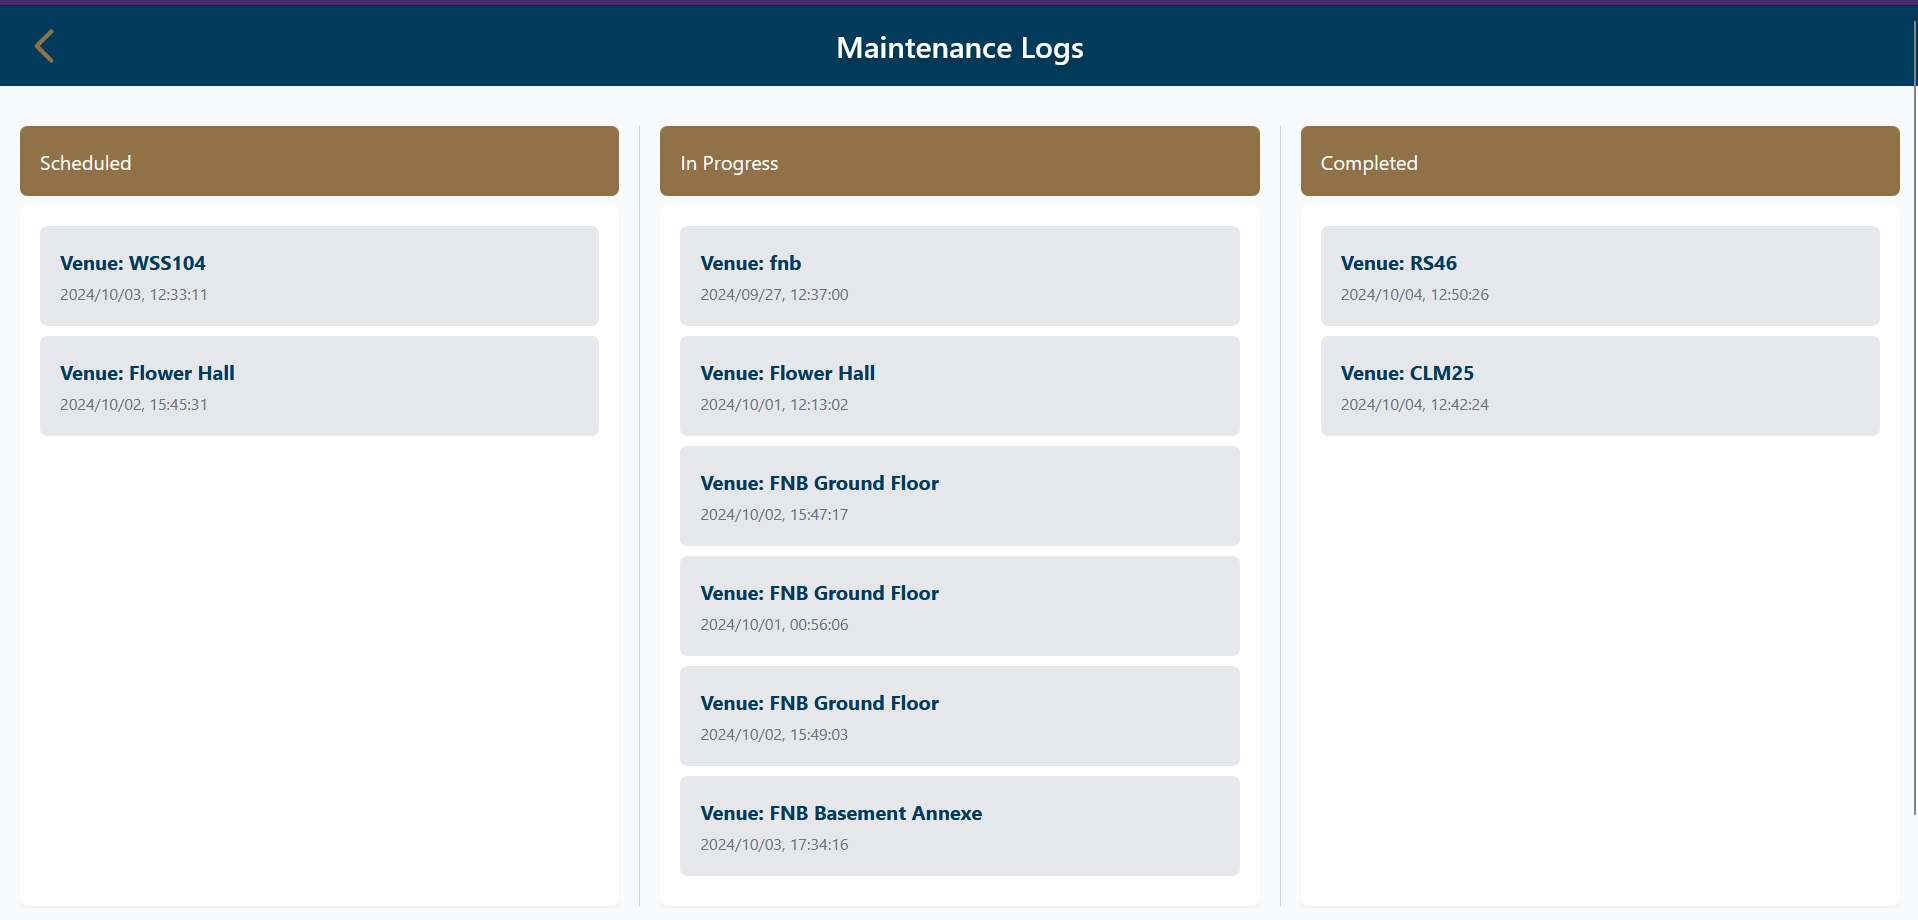 Maintenance Logs
Scheduled
Venue: WSS104
2024/10/03, 12:33:11
Venue: Flower Hall
2024/10/02, 15:45:31
In Progress
Venue: fnb
2024/09/27, 12:37:00
Venue: Flower Hall
2024/10/01, 12:13:02
Venue: FNB Ground Floor
2024/10/02, 15:47:17
Venue: FNB Ground Floor
2024/10/01, 00:56:06
Venue: FNB Ground Floor
2024/10/02, 15:49:03
Venue: FNB Basement Annexe
2024/10/03, 17:34:16
Completed
Venue: RS46
2024/10/04, 12:50:26
Venue: CLM25
2024/10/04, 12:42:24